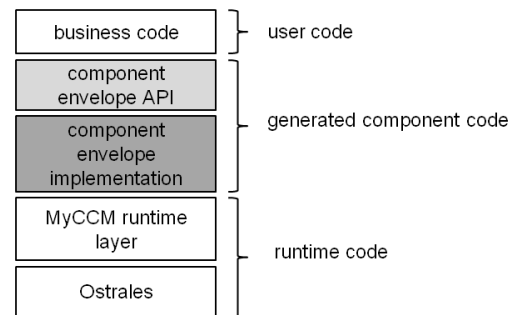 business code
user code
component
envelope API
generated component code
component
envelope
implementation
MyCCM runtime
layer
runtime code
Ostrales